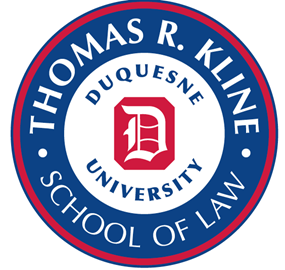 THOMAS R. KLINE
DUQUESNE
D
UNIVERSITY
SCHOOL OF LAW